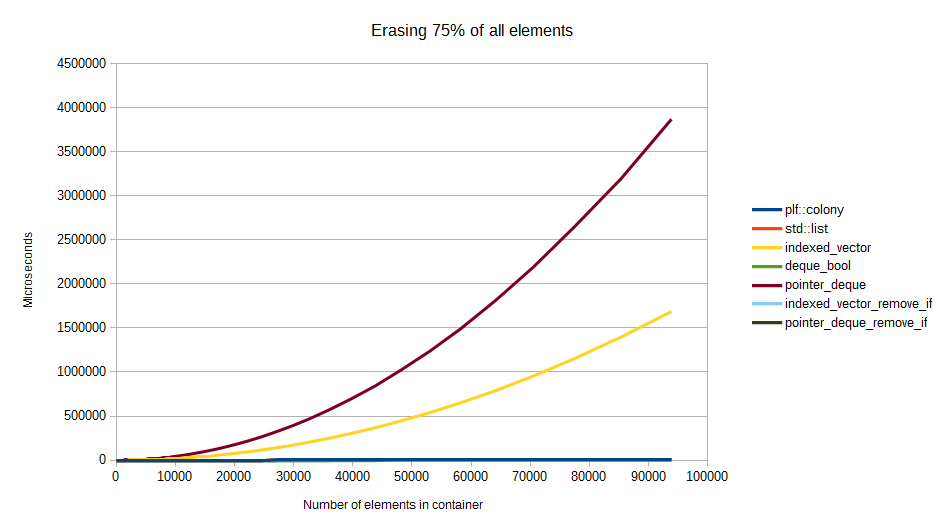 Erasing 75% of all elements
4500000
4000000
3500000
3000000
2500000
2000000
1500000
1000000
500000
0
Microseconds
0 10000 20000 30000 40000 50000 60000 70000 80000 90000 100000
Number of elements in container
plf::colony
std::list
indexed_vector
deque_bool
pointer_deque
indexed_vector_remove_if
pointer_deque_remove_if